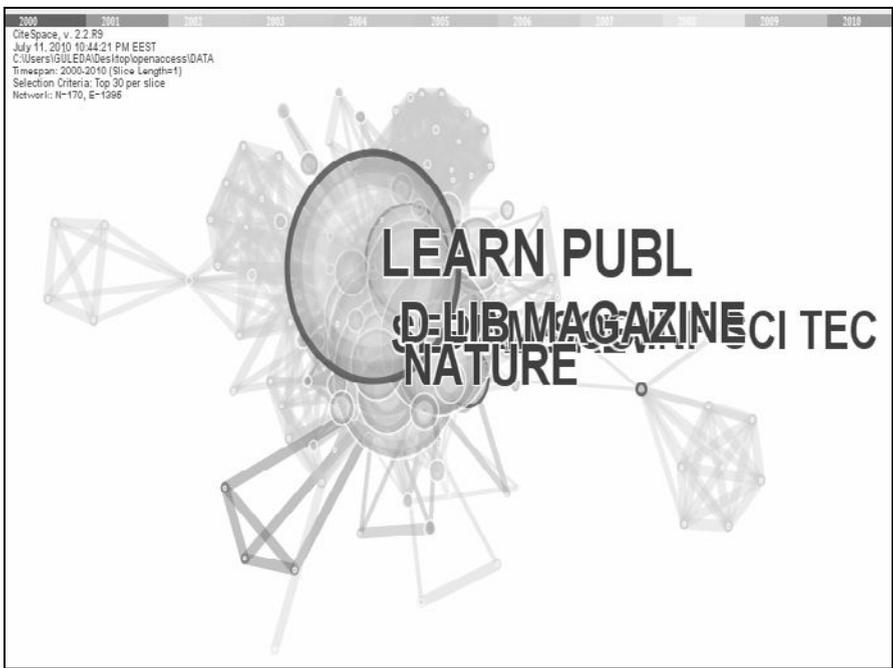 2000 2001 2002 2003 2004 2005 2006 2007 2008 2009 2010
CiteSpace, v. 2.2.R9
July 11, 2010 10:44:21 PM EEST
C:\Users\GULEDA\Desktop\openaccess\DATA
Timespan: 2000-2010 (Slice Length=1)
Selection Criteria: Top 30 per slice
Network: N=170, E=1395
LEARN PUBL
D-LIB MAGAZINE
SCI TEC
NATURE